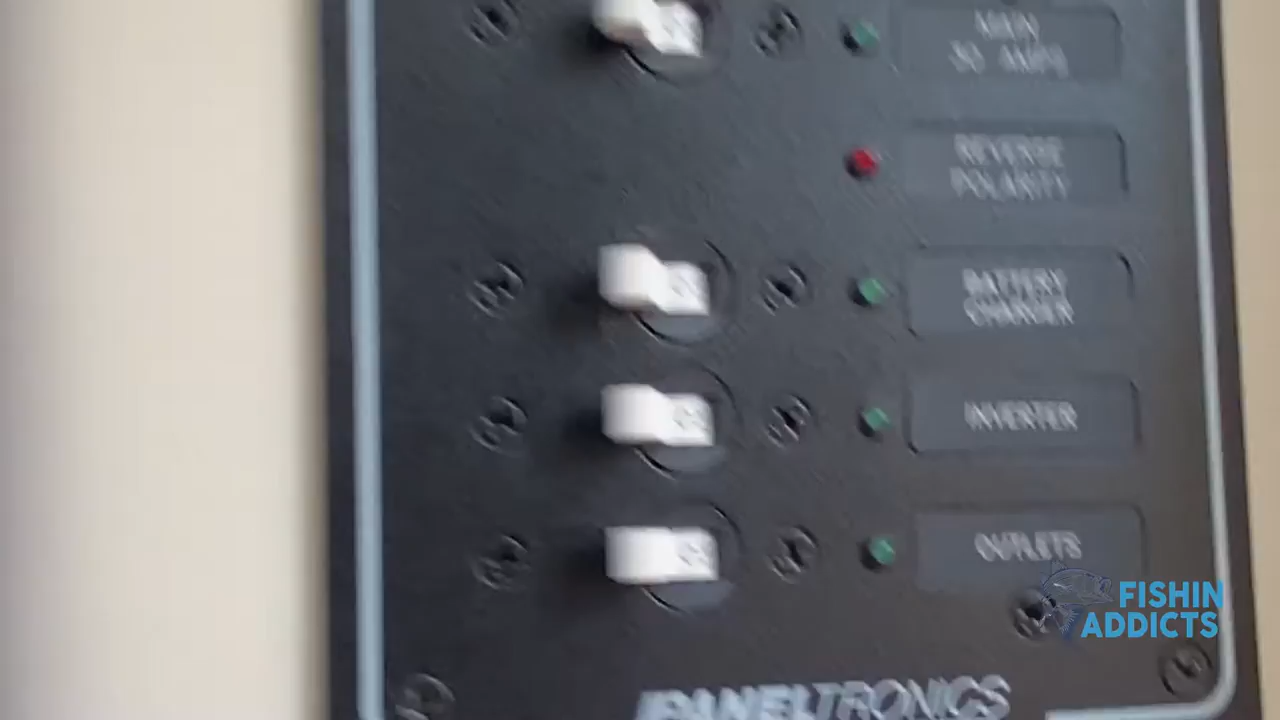 MAIN
30 AMPS
REVERSE
POLARITY
BATTERY
CHARGER
INVERTER
OUTLETS
FISHIN
ADDICTS
PANELTRONICS